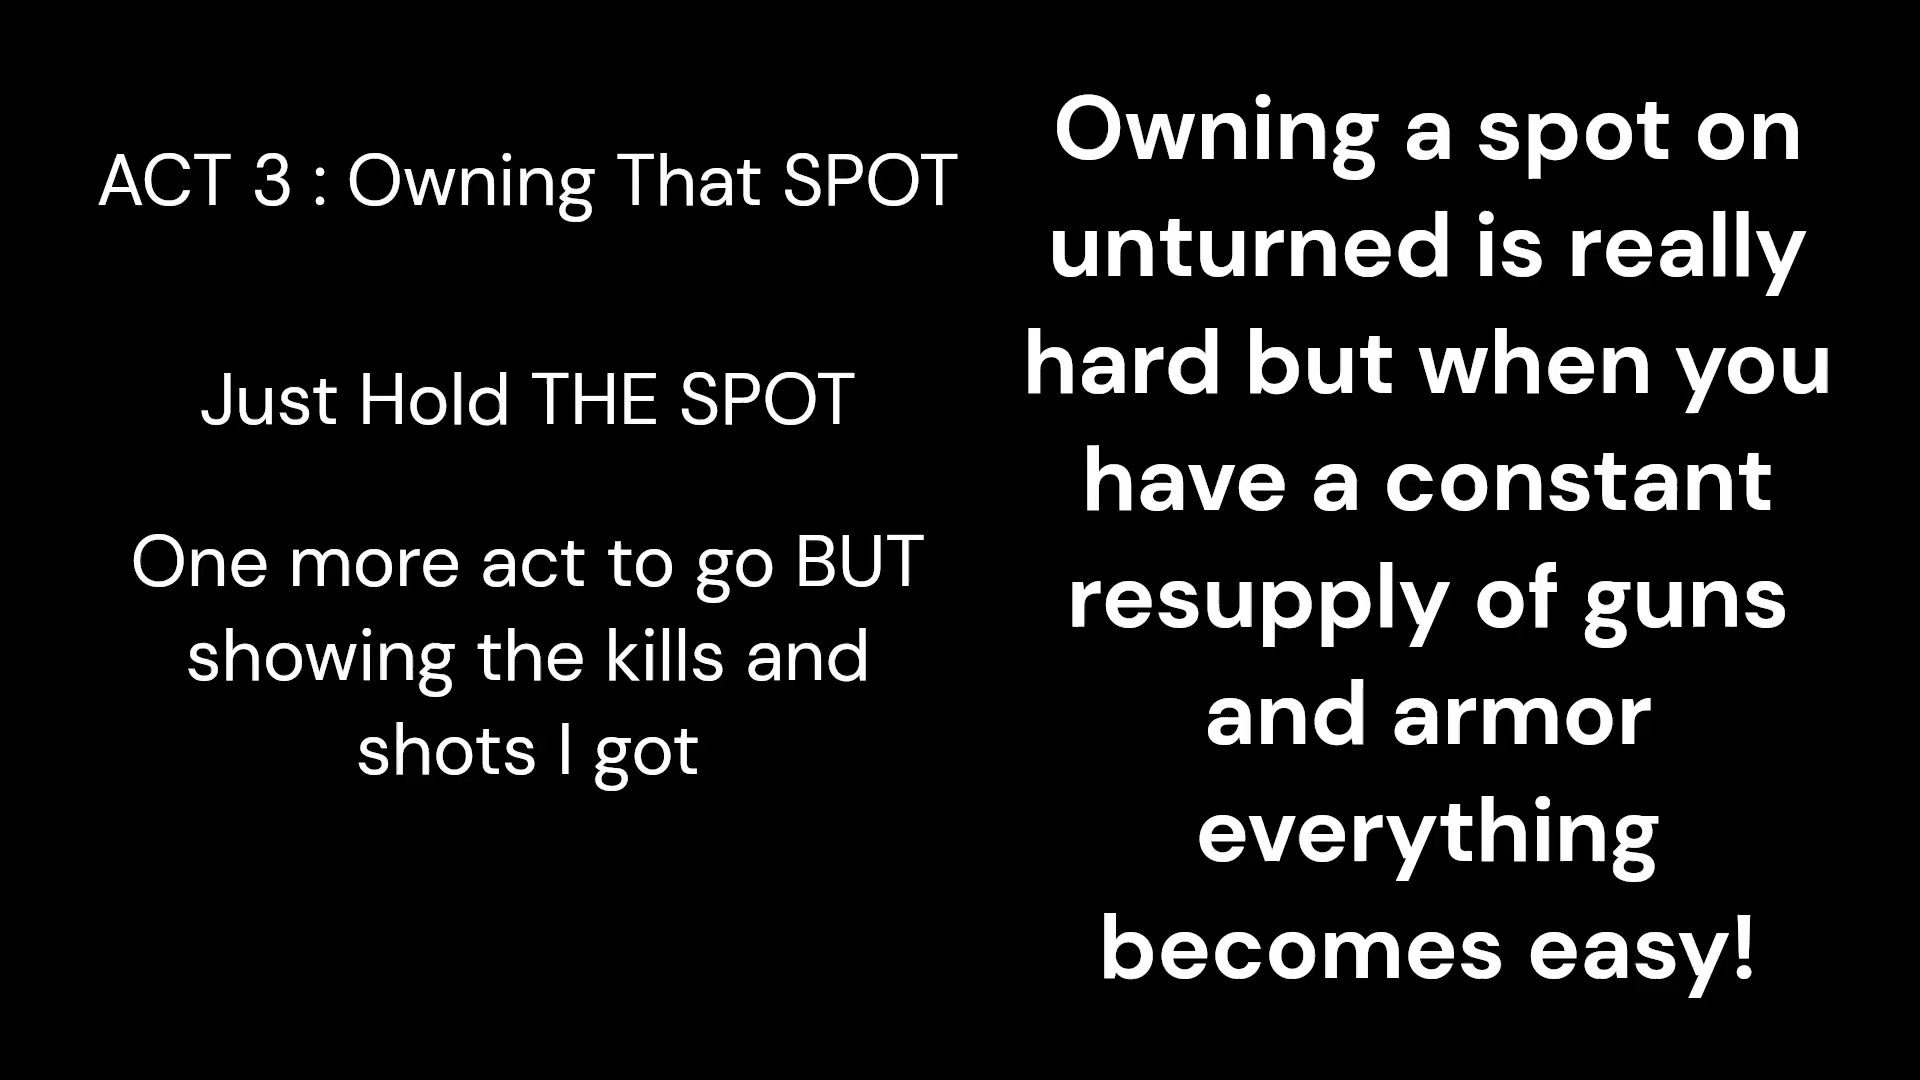 ACT 3 : Owning That SPOT
Just Hold THE SPOT
One more act to go BUT
showing the kills and
shots I got
Owning a spot on
unturned is really
hard but when you
have a constant
resupply of guns
and armor
everything
becomes easy!